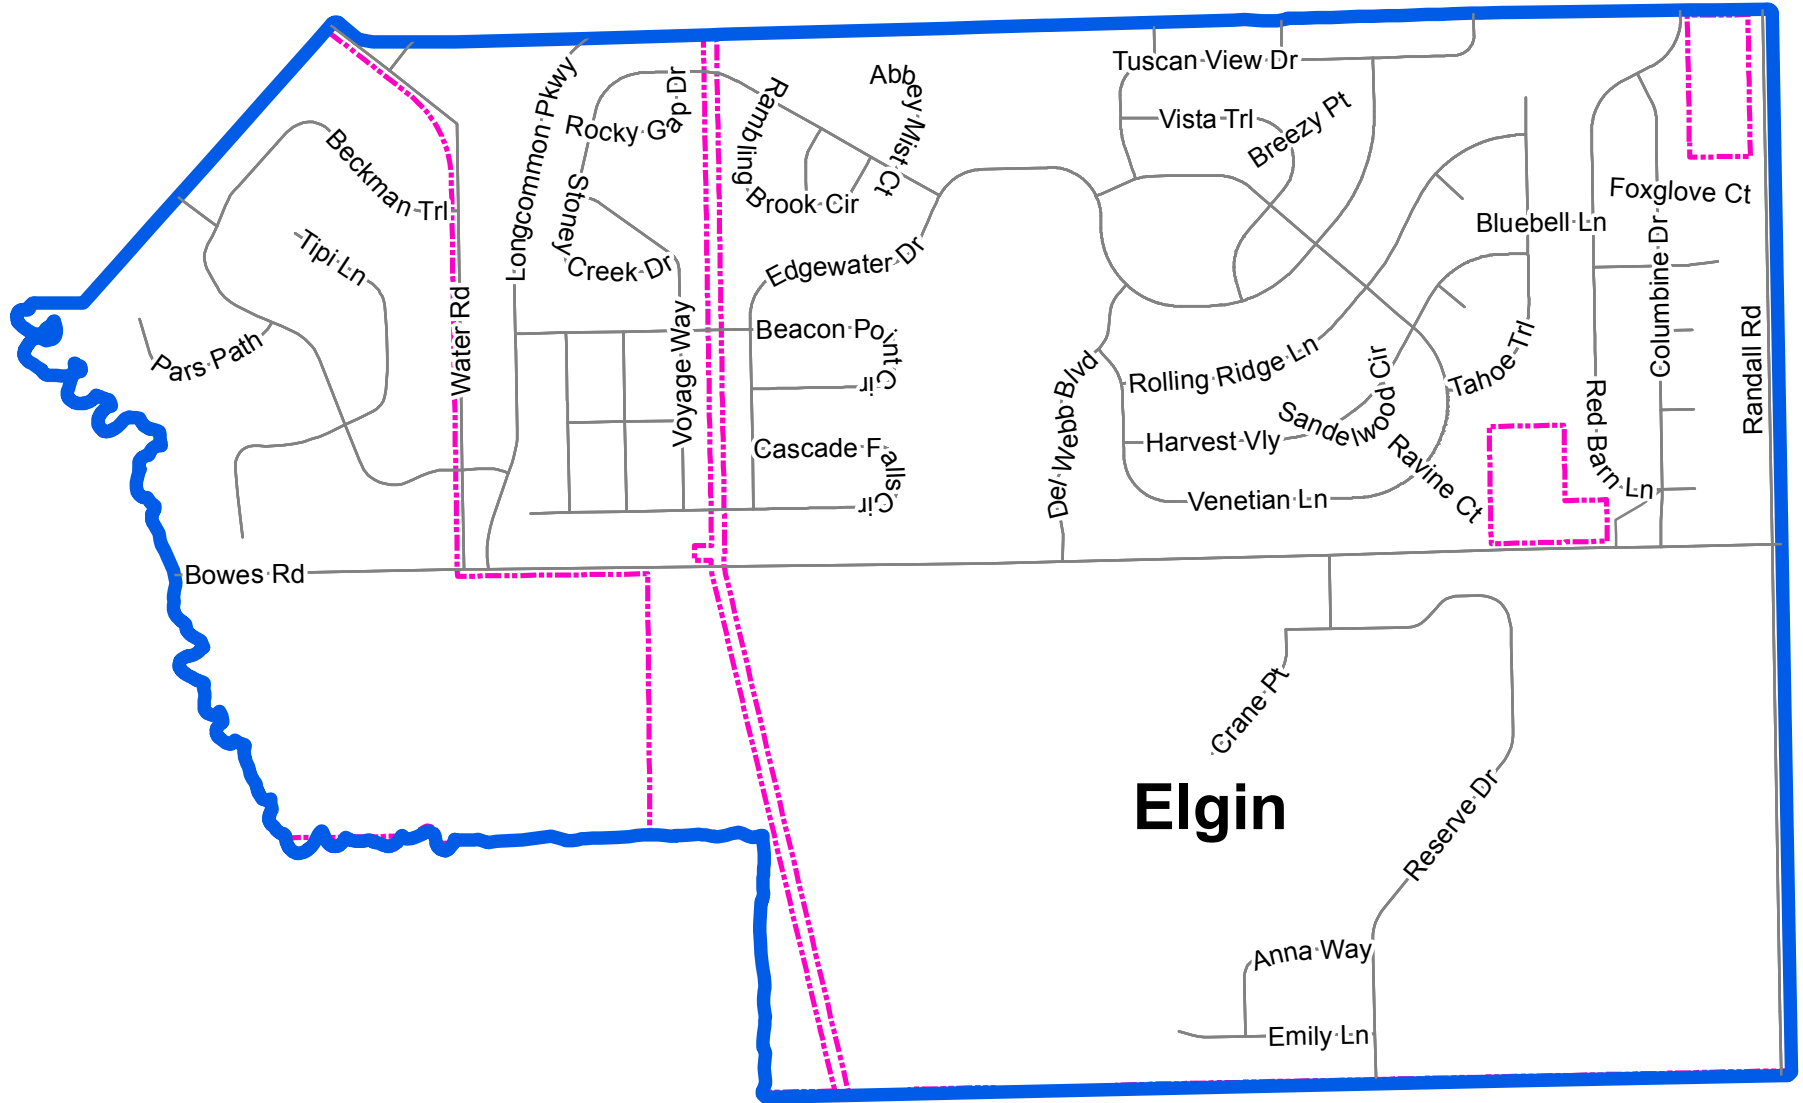 Tuscan View Dr
Abbey Mist Ct
Longcommon Pkwy
Rocky Gap Dr
Rambling Brook Cir
Vista Trl
Breezy Pt
Beckman Trl
Stoney Creek Dr
Foxglove Ct
Bluebell Ln
Columbine Dr
Tipi Ln
Edgewater Dr
Water Rd
Voyage Way
Beacon Point Cir
Pars Path
Rolling Ridge Ln
Sandelwood Cir
Tahoe Trl
Randall Rd
Del Webb Blvd
Harvest Vly
Red Barn Ln
Cascade Falls Cir
Ravine Ct
Venetian Ln
Bowes Rd
Crane Pt
Elgin
Reserve Dr
Anna Way
Emily Ln